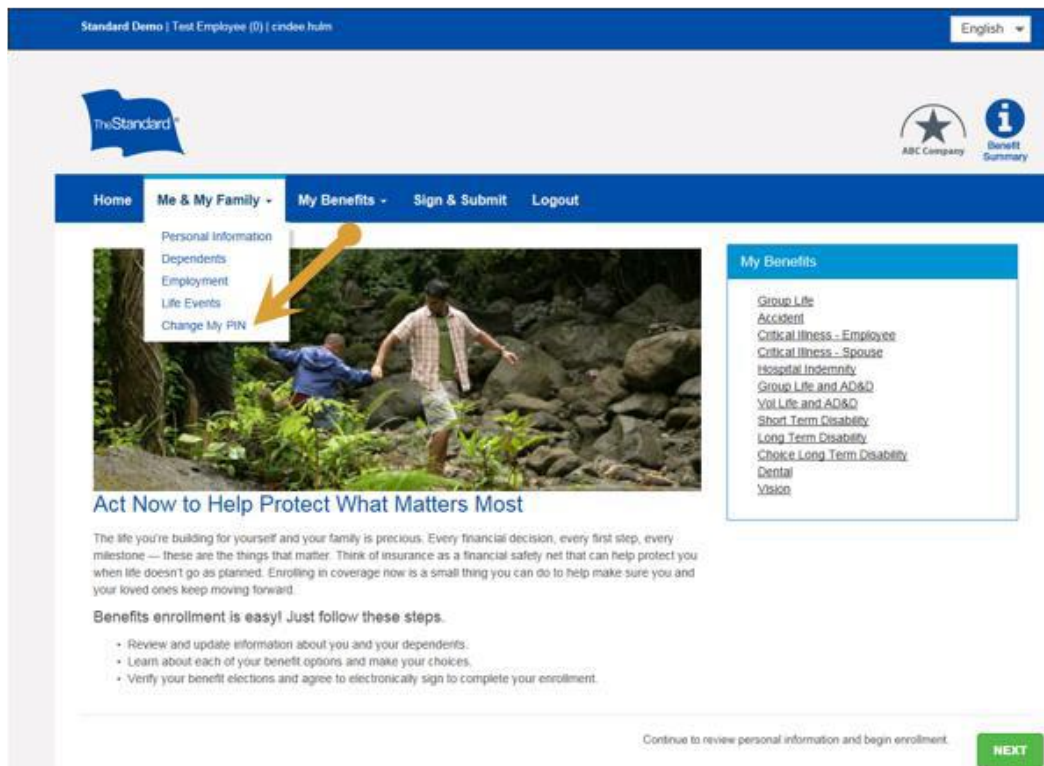 Standard Demo | Test Employee (0) | cindee.hulm
English
TheStandard®
ABC Company
Benefit
Summary
Home Me & My Family My Benefits Sign & Submit Logout
Personal Information
Dependents
Employment
Life Events
Change My PIN
My Benefits
Group Life
Accident
Critical Illness - Employee
Critical Illness - Spouse
Hospital Indemnity
Group Life and AD&D
Vol Life and AD&D
Short Term Disability
Long Term Disability
Choice Long Term Disability
Dental
Vision
Act Now to Help Protect What Matters Most
The life you're building for yourself and your family is precious. Every financial decision, every first step, every
milestone — these are the things that matter. Think of insurance as a financial safety net that can help protect you
when life doesn't go as planned. Enrolling in coverage now is a small thing you can do to help make sure you and
your loved ones keep moving forward.
Benefits enrollment is easy! Just follow these steps.
• Review and update information about you and your dependents.
• Learn about each of your benefit options and make your choices.
• Verify your benefit elections and agree to electronically sign to complete your enrollment.
Continue to review personal information and begin enrollment.
NEXT